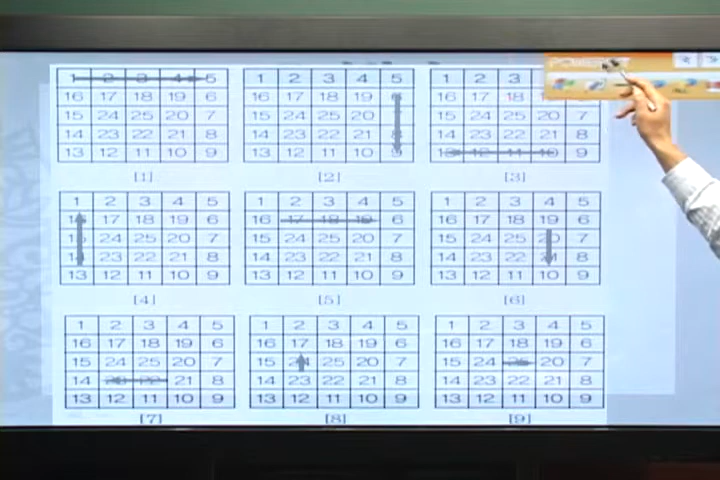 1 2 3 4 5
16 17 18 19 6
15 24 25 20 7
14 23 22 21 8
13 12 11 10 9
[1]
1 2 3 4 5
16 17 18 19
15 24 25 20
14 23 22 21 8
13 12 11 10 9
[2]
1 2 3
16 17 18
15 24 25 20 7
14 23 22 21 8
13 12 11 10 9
[3]
1 2 3 4 5
17 18 19 6
24 25 20 7
23 22 21 8
13 12 11 10 9
[4]
1 2 3 4 5
16 17 18 19 6
15 24 25 20 7
14 23 22 21 8
13 12 11 10 9
[5]
1 2 3 4 5
16 17 18 19 6
15 24 25 20 7
14 23 22 21 8
13 12 11 10 9
[6]
1 2 3 4 5
16 17 18 19 6
15 24 25 20 7
14 23 22 21 8
13 12 11 10 9
[7]
1 2 3 4 5
16 17 18 19 6
15 24 25 20 7
14 23 22 21 8
13 12 11 10 9
[8]
1 2 3 4 5
16 17 18 19 6
15 24 25 20 7
14 23 22 21 8
13 12 11 10 9
[9]